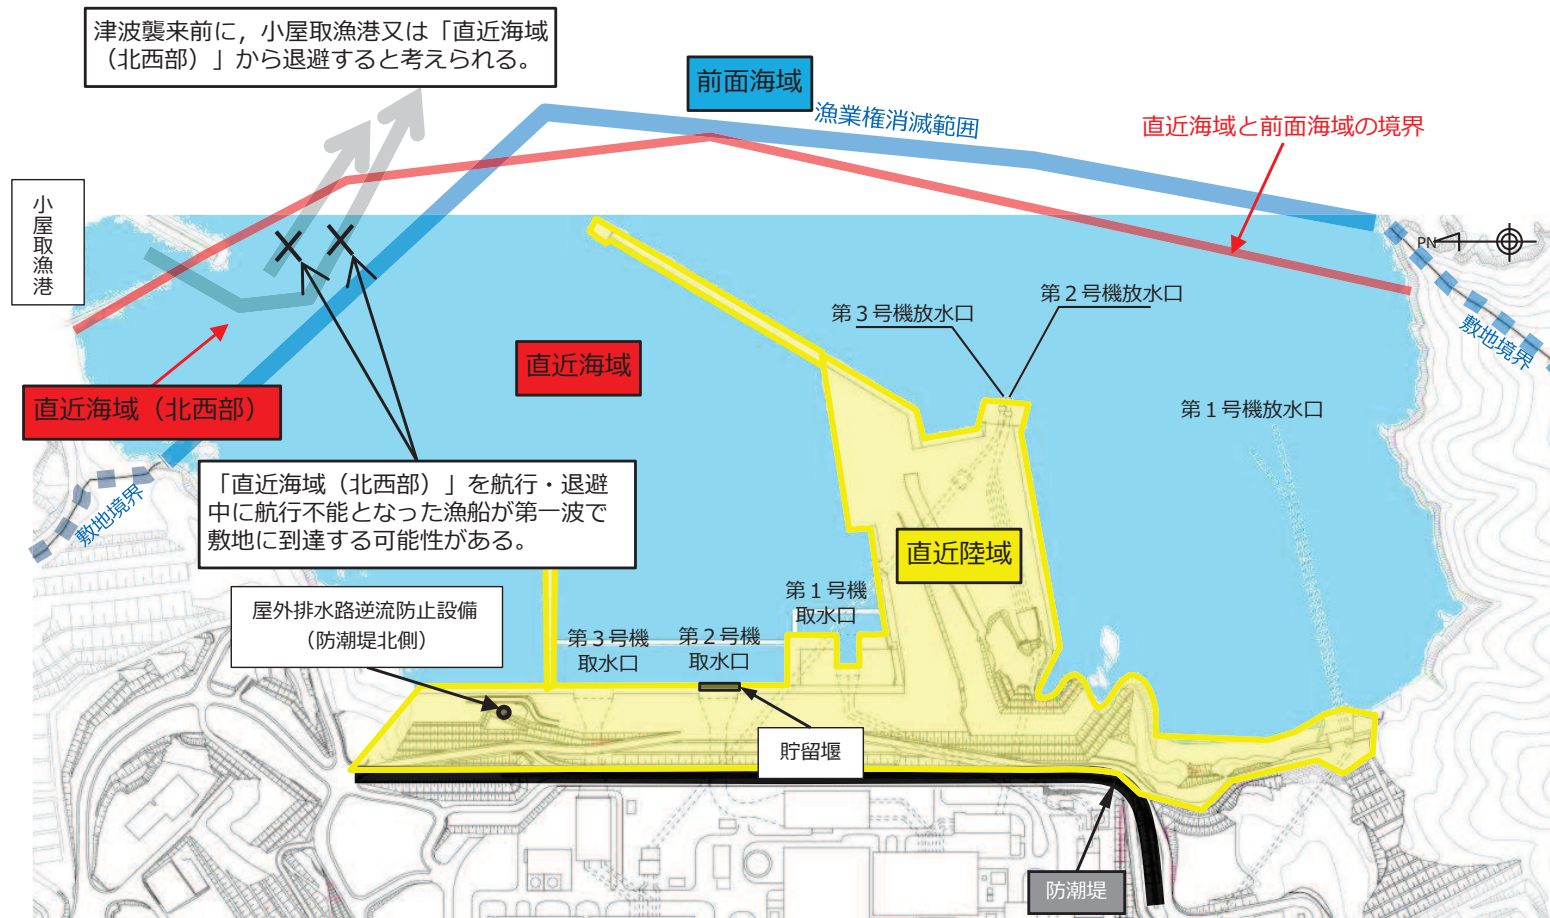 津波襲来前に，小屋取漁港又は「直近海域
（北西部）」から退避すると考えられる。
前面海域
漁業権消滅範囲
直近海域と前面海域の境界
小屋取漁港
PN
第３号機放水口
第２号機放水口
敷地境界
直近海域
直近海域（北西部）
第１号機放水口
「直近海域（北西部）」を航行・退避
中に航行不能となった漁船が第一波で
敷地に到達する可能性がある。
敷地境界
直近陸域
屋外排水路逆流防止設備
（防潮堤北側）
第１号機
取水口
第３号機
取水口
第２号機
取水口
貯留堰
防潮堤